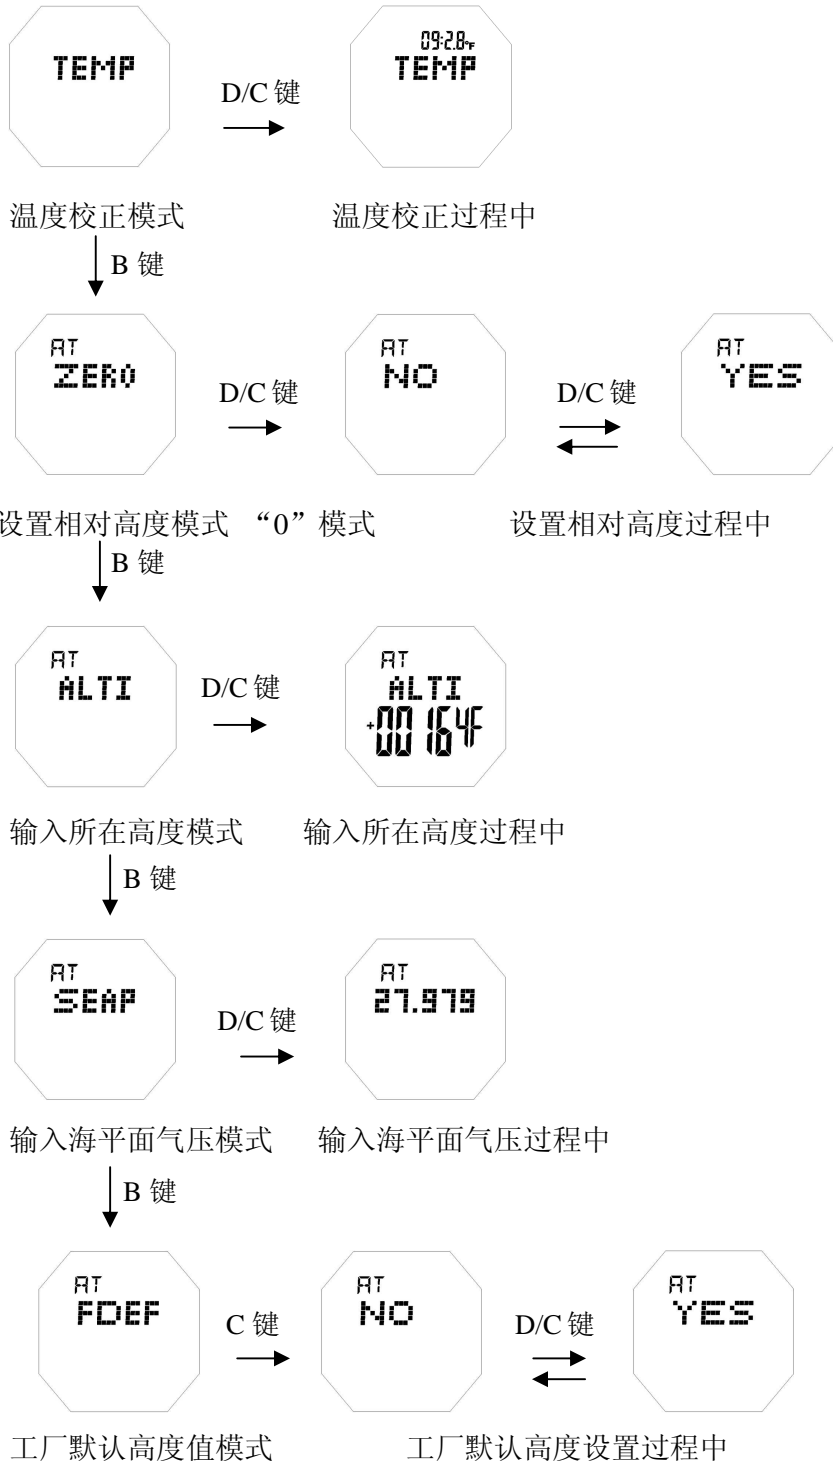 09:2.8°F
TEMP
TEMP
D/C 键
温度校正模式
温度校正过程中
B 键
AT
AT
AT
ZERO
NO
YES
D/C 键
D/C 键
设置相对高度模式 “0”模式
设置相对高度过程中
B 键
AT
AT
ALTI
ALTI
D/C 键
+00164F
输入所在高度模式
输入所在高度过程中
B 键
AT
AT
SEAP
27.979
D/C 键
输入海平面气压模式
输入海平面气压过程中
B 键
AT
AT
AT
FDEF
NO
YES
C 键
D/C 键
工厂默认高度值模式
工厂默认高度设置过程中